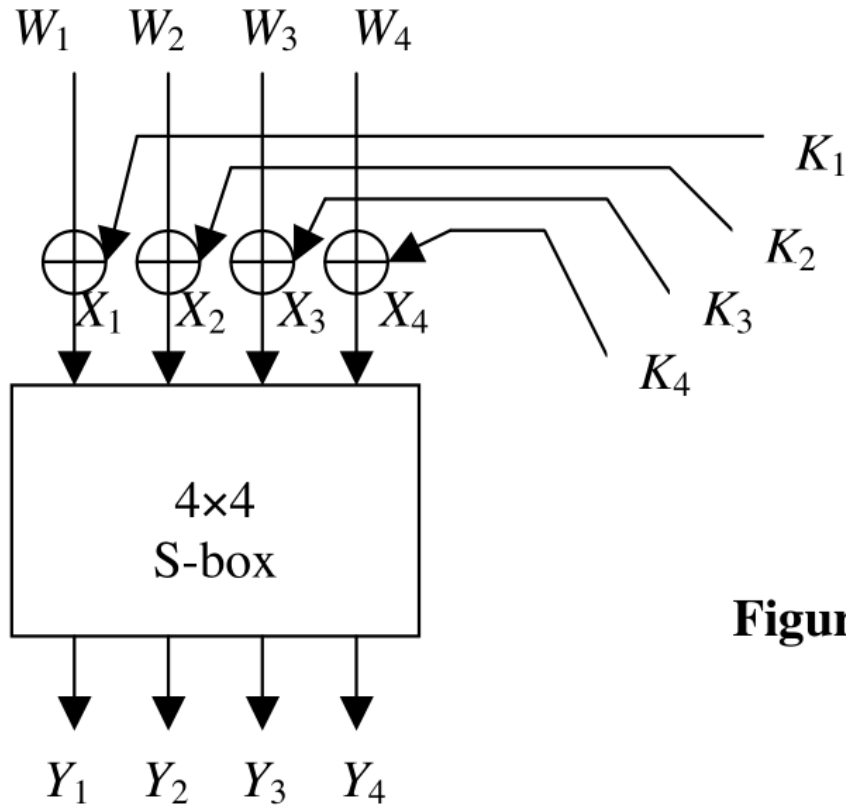 W₁ W₂ W₃ W₄
K₁
K₂
X₁ X₂ X₃ X₄
K₃
K₄
4×4
S-box
Figur
Y₁ Y₂ Y₃ Y₄